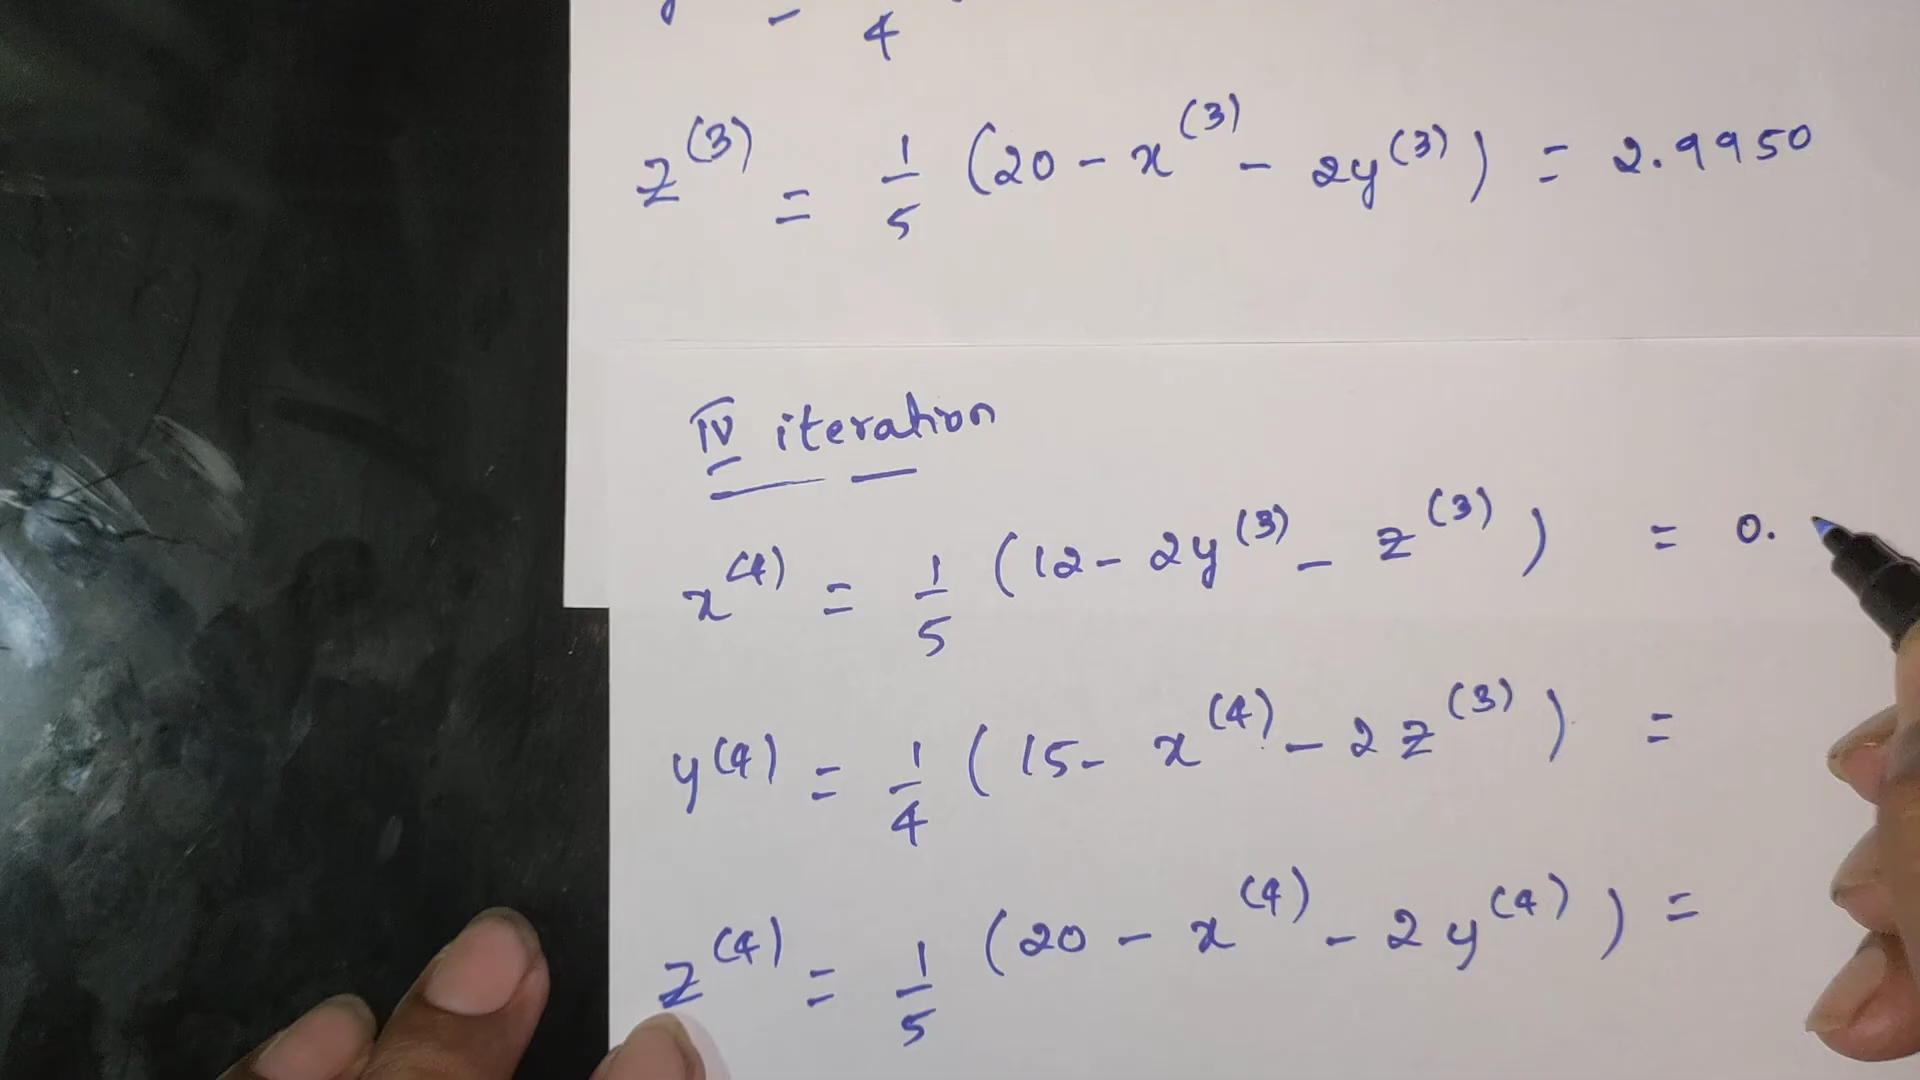 4
z^(3) = 1/5 (20 - x^(3) - 2y^(3)) = 2.9950
IV iteration
x^(4) = 1/5 (12 - 2y^(3) - z^(3)) = 0.
y^(4) = 1/4 (15 - x^(4) - 2z^(3)) =
z^(4) = 1/5 (20 - x^(4) - 2y^(4)) =